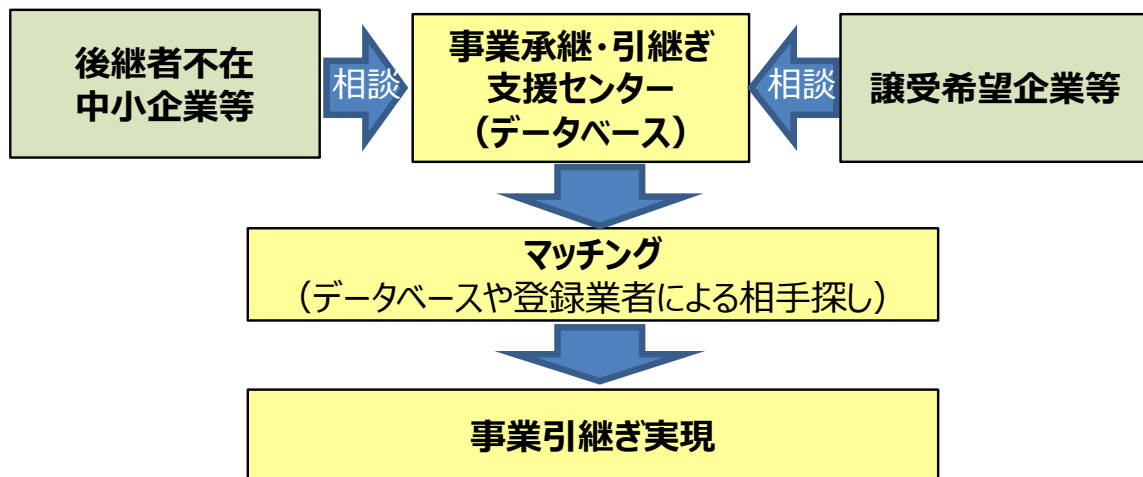 後継者不在
中小企業等
相談
事業承継・引継ぎ
支援センター
（データベース）
相談
譲受希望企業等
マッチング
（データベースや登録業者による相手探し）
事業引継ぎ実現